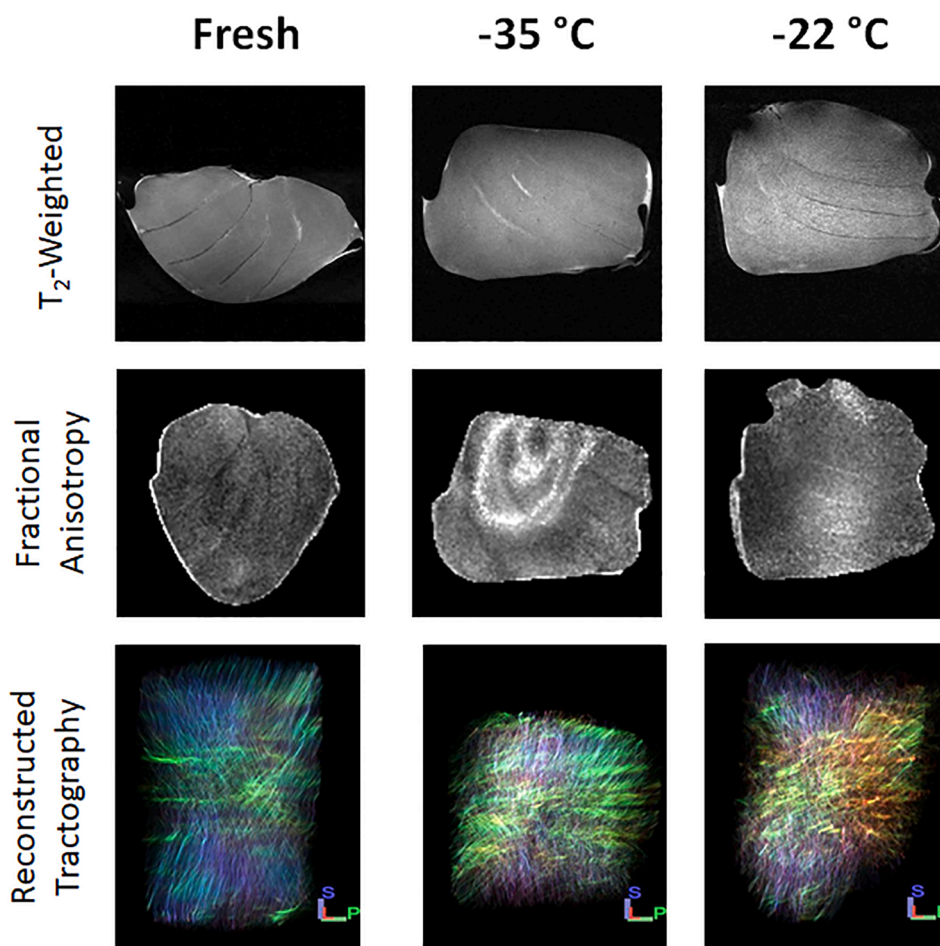 Fresh
-35 °C
-22 °C
T₂-Weighted
Fractional
Anisotropy
Reconstructed
Tractography
S
P
S
P
S